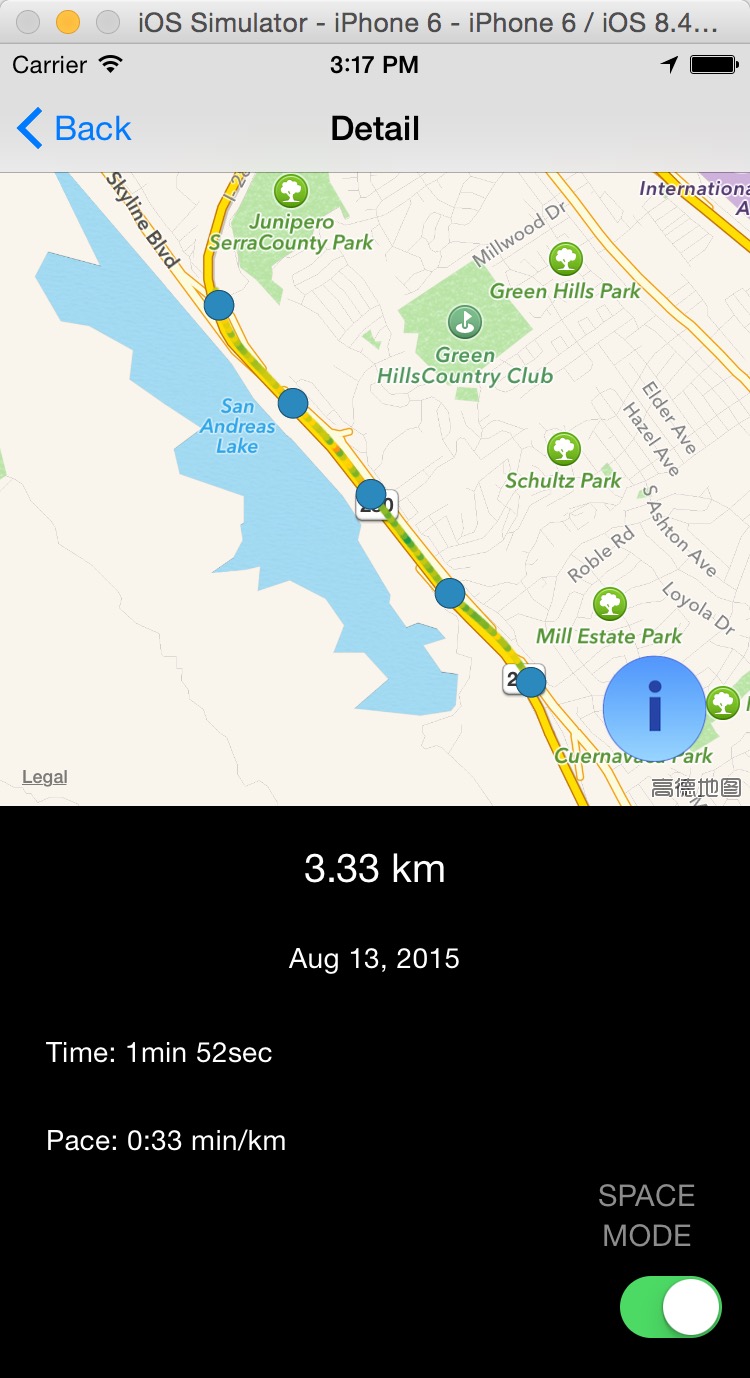 iOS Simulator - iPhone 6 - iPhone 6 / iOS 8.4...
Carrier
3:17 PM
Back
Detail
Skyline Blvd
Junipero
SerraCounty Park
Millwood Dr
Internationa
A
Green Hills Park
Green
HillsCountry Club
San
Andreas
Lake
Elder Ave
Hazel Ave
Schultz Park
S Ashton Ave
Roble Rd
Loyola Dr
Mill Estate Park
i
Park
Legal
高德地图
3.33 km
Aug 13, 2015
Time: 1min 52sec
Pace: 0:33 min/km
SPACE
MODE